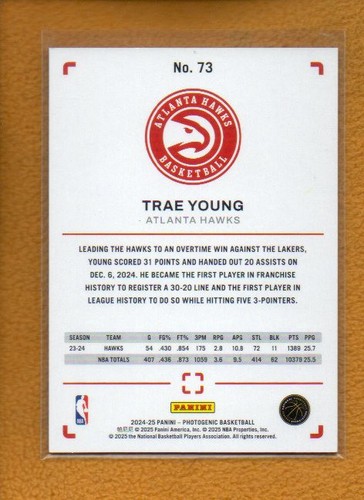 No. 73
ATLANTA HAWKS
BASKETBALL
TRAE YOUNG
ATLANTA HAWKS
LEADING THE HAWKS TO AN OVERTIME WIN AGAINST THE LAKERS,
YOUNG SCORED 31 POINTS AND HANDED OUT 20 ASSISTS ON
DEC. 6, 2024. HE BECAME THE FIRST PLAYER IN FRANCHISE
HISTORY TO REGISTER A 30-20 LINE AND THE FIRST PLAYER IN
LEAGUE HISTORY TO DO SO WHILE HITTING FIVE 3-POINTERS.
SEASON TEAM G FG% FT% 3PM RPG APG STL BLK PTS PPG
23-24 HAWKS 54 .430 .854 175 2.8 10.8 72 11 1389 25.7
NBA TOTALS 407 .436 .873 1059 3.6 9.5 414 62 10379 25.5
PANINI
2024-25 PANINI – PHOTOGENIC BASKETBALL
© 2025 Panini America, Inc. © 2025 NBA Properties, Inc.
© 2025 the National Basketball Players Association. All rights reserved.